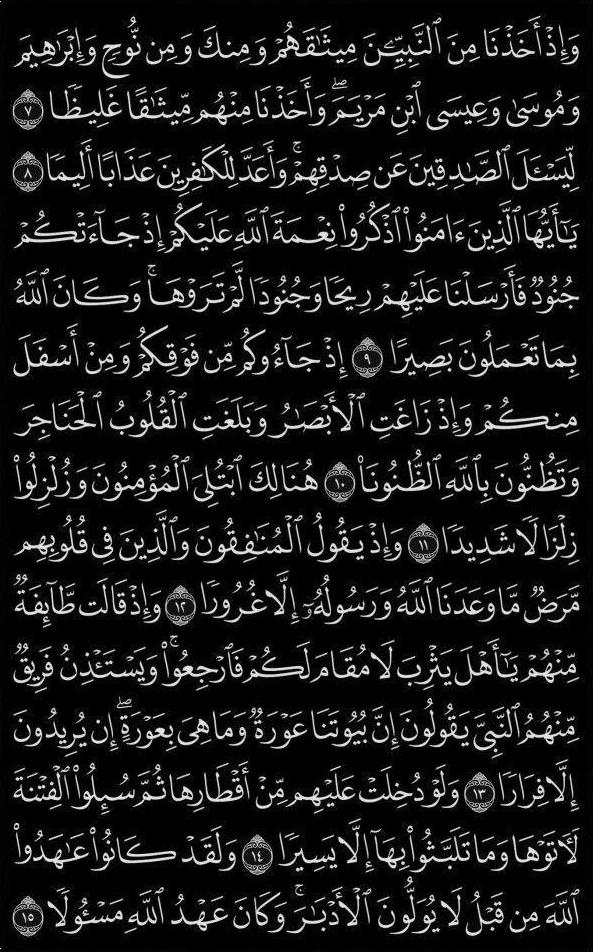 وَإِذۡ أَخَذۡنَا مِنَ ٱلنَّبِيِّـۧنَ مِيثَٰقَهُمۡ وَمِنكَ وَمِن نُّوحٖ وَإِبۡرَٰهِيمَ
وَمُوسَىٰ وَعِيسَى ٱبۡنِ مَرۡيَمَۖ وَأَخَذۡنَا مِنۡهُم مِّيثَٰقًا غَلِيظٗا ٧
لِّيَسۡـَٔلَ ٱلصَّٰدِقِينَ عَن صِدۡقِهِمۡۚ وَأَعَدَّ لِلۡكَٰفِرِينَ عَذَابًا أَلِيمٗا ٨
يَٰٓأَيُّهَا ٱلَّذِينَ ءَامَنُواْ ٱذۡكُرُواْ نِعۡمَةَ ٱللَّهِ عَلَيۡكُمۡ إِذۡ جَآءَتۡكُمۡ
جُنُودٞ فَأَرۡسَلۡنَا عَلَيۡهِمۡ رِيحٗا وَجُنُودٗا لَّمۡ تَرَوۡهَاۚ وَكَانَ ٱللَّهُ
بِمَا تَعۡمَلُونَ بَصِيرًا ٩ إِذۡ جَآءُوكُم مِّن فَوۡقِكُمۡ وَمِنۡ أَسۡفَلَ
مِنكُمۡ وَإِذۡ زَاغَتِ ٱلۡأَبۡصَٰرُ وَبَلَغَتِ ٱلۡقُلُوبُ ٱلۡحَنَاجِرَ
وَتَظُنُّونَ بِٱللَّهِ ٱلظُّنُونَا۠ ١٠ هُنَالِكَ ٱبۡتُلِيَ ٱلۡمُؤۡمِنُونَ وَزُلۡزِلُواْ
زِلۡزَالٗا شَدِيدٗا ١١ وَإِذۡ يَقُولُ ٱلۡمُنَٰفِقُونَ وَٱلَّذِينَ فِي قُلُوبِهِم
مَّرَضٞ مَّا وَعَدَنَا ٱللَّهُ وَرَسُولُهُۥٓ إِلَّا غُرُورٗا ١٢ وَإِذۡ قَالَت طَّآئِفَةٞ
مِّنۡهُمۡ يَٰٓأَهۡلَ يَثۡرِبَ لَا مُقَامَ لَكُمۡ فَٱرۡجِعُواْۚ وَيَسۡتَـٔۡذِنُ فَرِيقٞ
مِّنۡهُمُ ٱلنَّبِيَّ يَقُولُونَ إِنَّ بُيُوتَنَا عَوۡرَةٞ وَمَا هِيَ بِعَوۡرَةٍۖ إِن يُرِيدُونَ
إِلَّا فِرَارٗا ١٣ وَلَوۡ دُخِلَتۡ عَلَيۡهِم مِّنۡ أَقۡطَارِهَا ثُمَّ سُئِلُواْ ٱلۡفِتۡنَةَ
لَأٓتَوۡهَا وَمَا تَلَبَّثُواْ بِهَآ إِلَّا يَسِيرٗا ١٤ وَلَقَدۡ كَانُواْ عَٰهَدُواْ
ٱللَّهَ مِن قَبۡلُ لَا يُوَلُّونَ ٱلۡأَدۡبَٰرَۚ وَكَانَ عَهۡدُ ٱللَّهِ مَسۡـُٔولٗا ١٥